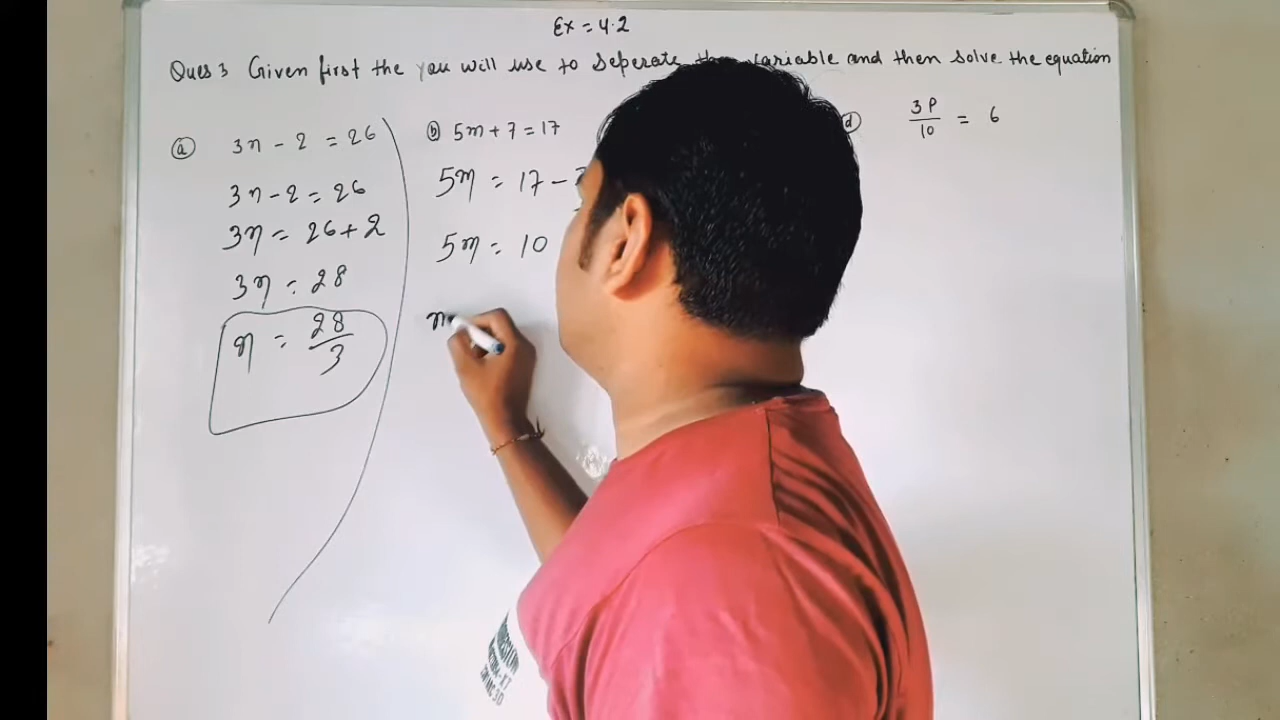 Ex = 4.2
Ques 3 Given first the you will use to Seperate the variable and then solve the equation
ⓐ 3n - 2 = 26
3n - 2 = 26
3n = 26 + 2
3n = 28
n = 28/3
ⓑ 5m + 7 = 17
5m = 17 -
5m = 10
m
ⓓ 3P/10 = 6